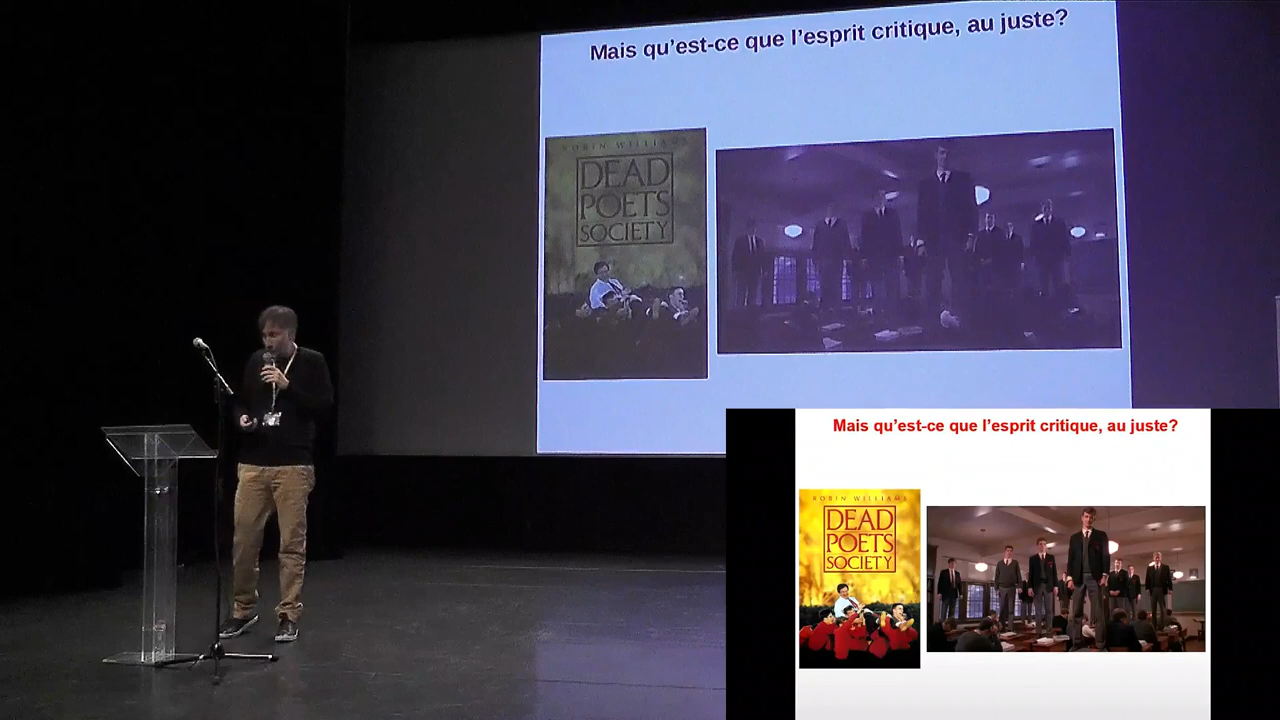 Mais qu'est-ce que l'esprit critique, au juste?
ROBIN WILLIAMS
DEAD
POETS
SOCIETY
Mais qu'est-ce que l'esprit critique, au juste?
ROBIN WILLIAMS
DEAD
POETS
SOCIETY